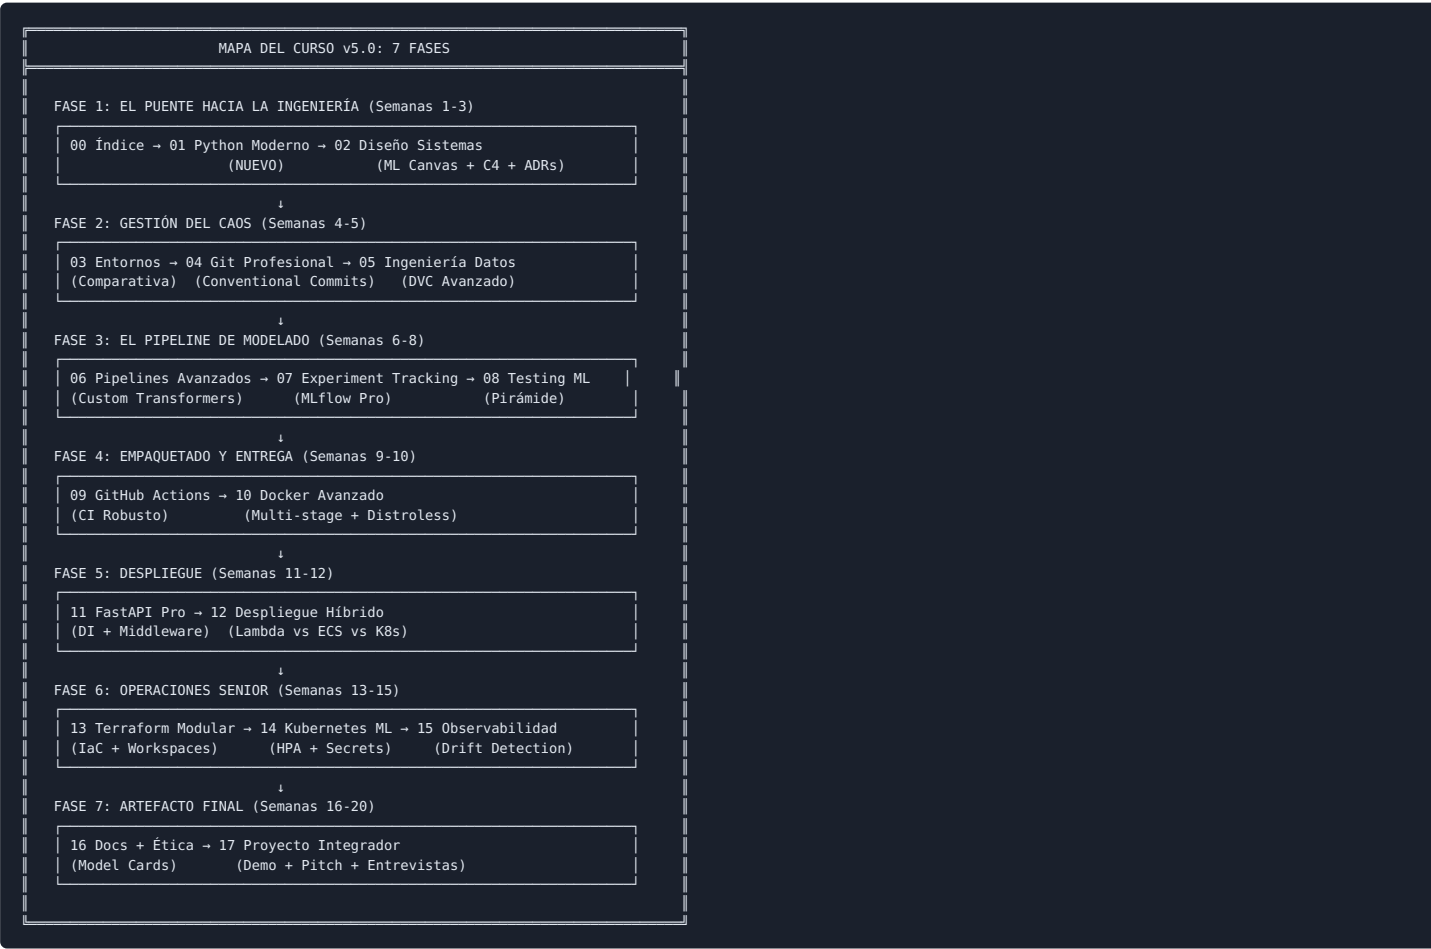 MAPA DEL CURSO v5.0: 7 FASES
FASE 1: EL PUENTE HACIA LA INGENIERÍA (Semanas 1-3)
00 Índice → 01 Python Moderno → 02 Diseño Sistemas
(NUEVO) (ML Canvas + C4 + ADRs)
↓
FASE 2: GESTIÓN DEL CAOS (Semanas 4-5)
03 Entornos → 04 Git Profesional → 05 Ingeniería Datos
(Comparativa) (Conventional Commits) (DVC Avanzado)
↓
FASE 3: EL PIPELINE DE MODELADO (Semanas 6-8)
06 Pipelines Avanzados → 07 Experiment Tracking → 08 Testing ML
(Custom Transformers) (MLflow Pro) (Pirámide)
↓
FASE 4: EMPAQUETADO Y ENTREGA (Semanas 9-10)
09 GitHub Actions → 10 Docker Avanzado
(CI Robusto) (Multi-stage + Distroless)
↓
FASE 5: DESPLIEGUE (Semanas 11-12)
11 FastAPI Pro → 12 Despliegue Híbrido
(DI + Middleware) (Lambda vs ECS vs K8s)
↓
FASE 6: OPERACIONES SENIOR (Semanas 13-15)
13 Terraform Modular → 14 Kubernetes ML → 15 Observabilidad
(IaC + Workspaces) (HPA + Secrets) (Drift Detection)
↓
FASE 7: ARTEFACTO FINAL (Semanas 16-20)
16 Docs + Ética → 17 Proyecto Integrador
(Model Cards) (Demo + Pitch + Entrevistas)